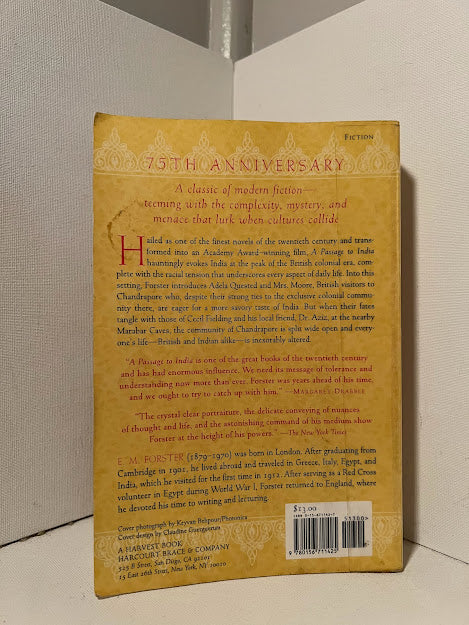 FICTION
75TH ANNIVERSARY
A classic of modern fiction—
teeming with the complexity, mystery, and
menace that lurk when cultures collide
Hailed as one of the finest novels of the twentieth century and trans-
formed into an Academy Award–winning film, A Passage to India
hauntingly evokes India at the peak of the British colonial era, com-
plete with the racial tension that underscores every aspect of daily life. Into this
setting, Forster introduces Adela Quested and Mrs. Moore, British visitors to
Chandrapore who, despite their strong ties to the exclusive colonial commu-
nity there, are eager for a more savory taste of India. But when their fates
tangle with those of Cecil Fielding and his local friend, Dr. Aziz, at the nearby
Marabar Caves, the community of Chandrapore is split wide open and every-
one's life—British and Indian alike—is inexorably altered.
"A Passage to India is one of the great books of the twentieth century
and has had enormous influence. We need its message of tolerance and
understanding now more than ever. Forster was years ahead of his time,
and we ought to try to catch up with him." —MARGARET DRABBLE
"The crystal clear portraiture, the delicate conveying of nuances
of thought and life, and the astonishing command of his medium show
Forster at the height of his powers." —The New York Times
E. M. FORSTER (1879–1970) was born in London. After graduating from
Cambridge in 1901, he lived abroad and traveled in Greece, Italy, Egypt, and
India, which he visited for the first time in 1912. After serving as a Red Cross
volunteer in Egypt during World War I, Forster returned to England, where
he devoted his time to writing and lecturing.
Cover photograph by Keyvan Behpour/Photonica
Cover design by Claudine Guerguerian
A HARVEST BOOK
HARCOURT BRACE & COMPANY
525 B Street, San Diego, CA 92101
15 East 26th Street, New York, NY 10010
$13.00
ISBN 0-15-671142-7
51300>
9 780156 711425